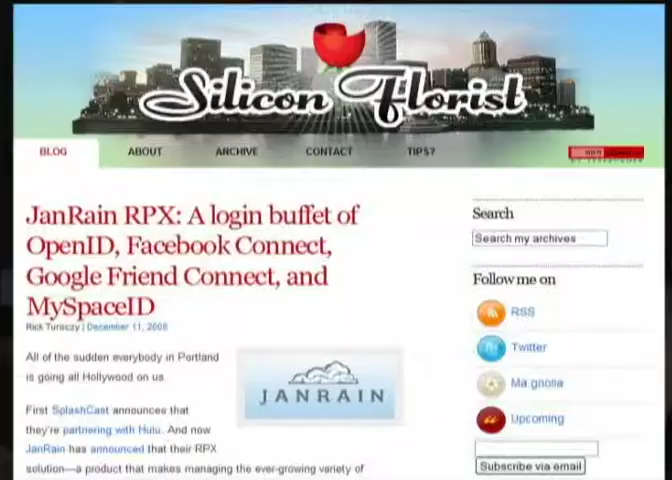 Silicon Florist
BLOG ABOUT ARCHIVE CONTACT TIPS?
JanRain RPX: A login buffet of
OpenID, Facebook Connect,
Google Friend Connect, and
MySpaceID
Rick Turoczy | December 11, 2008
All of the sudden everybody in Portland
is going all Hollywood on us.
JANRAIN
First SplashCast announces that
they're partnering with Hulu. And now
JanRain has announced that their RPX
solution—a product that makes managing the ever-growing variety of
Search
Search my archives
Follow me on
RSS
Twitter
Ma.gnolia
Upcoming
Subscribe via email